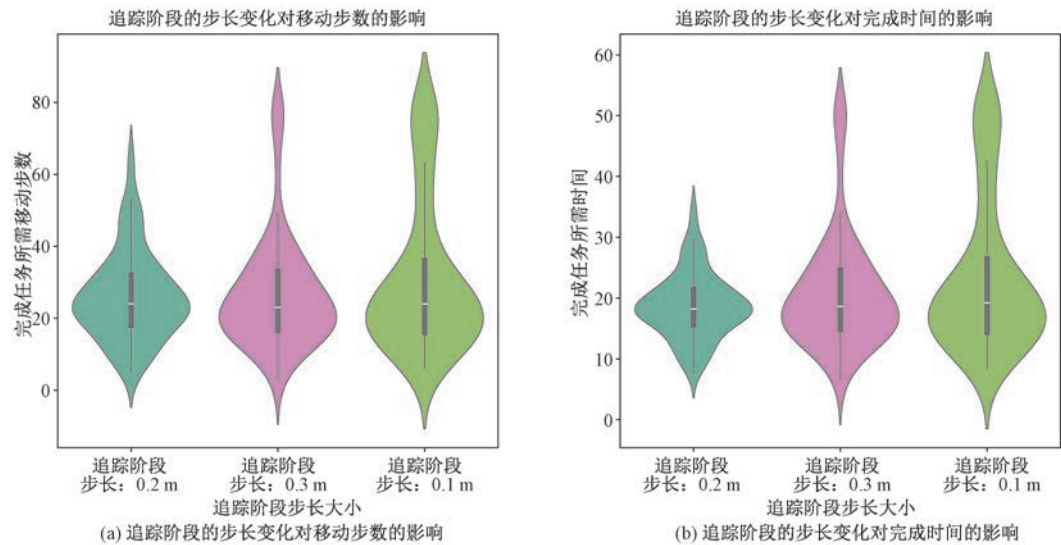 追踪阶段的步长变化对移动步数的影响
80
60
40
20
0
完成任务所需移动步数
追踪阶段
步长：0.2 m
追踪阶段
步长：0.3 m
追踪阶段
步长：0.1 m
追踪阶段步长大小
(a) 追踪阶段的步长变化对移动步数的影响
追踪阶段的步长变化对完成时间的影响
60
50
40
30
20
10
0
完成任务所需时间
追踪阶段
步长：0.2 m
追踪阶段
步长：0.3 m
追踪阶段
步长：0.1 m
追踪阶段步长大小
(b) 追踪阶段的步长变化对完成时间的影响